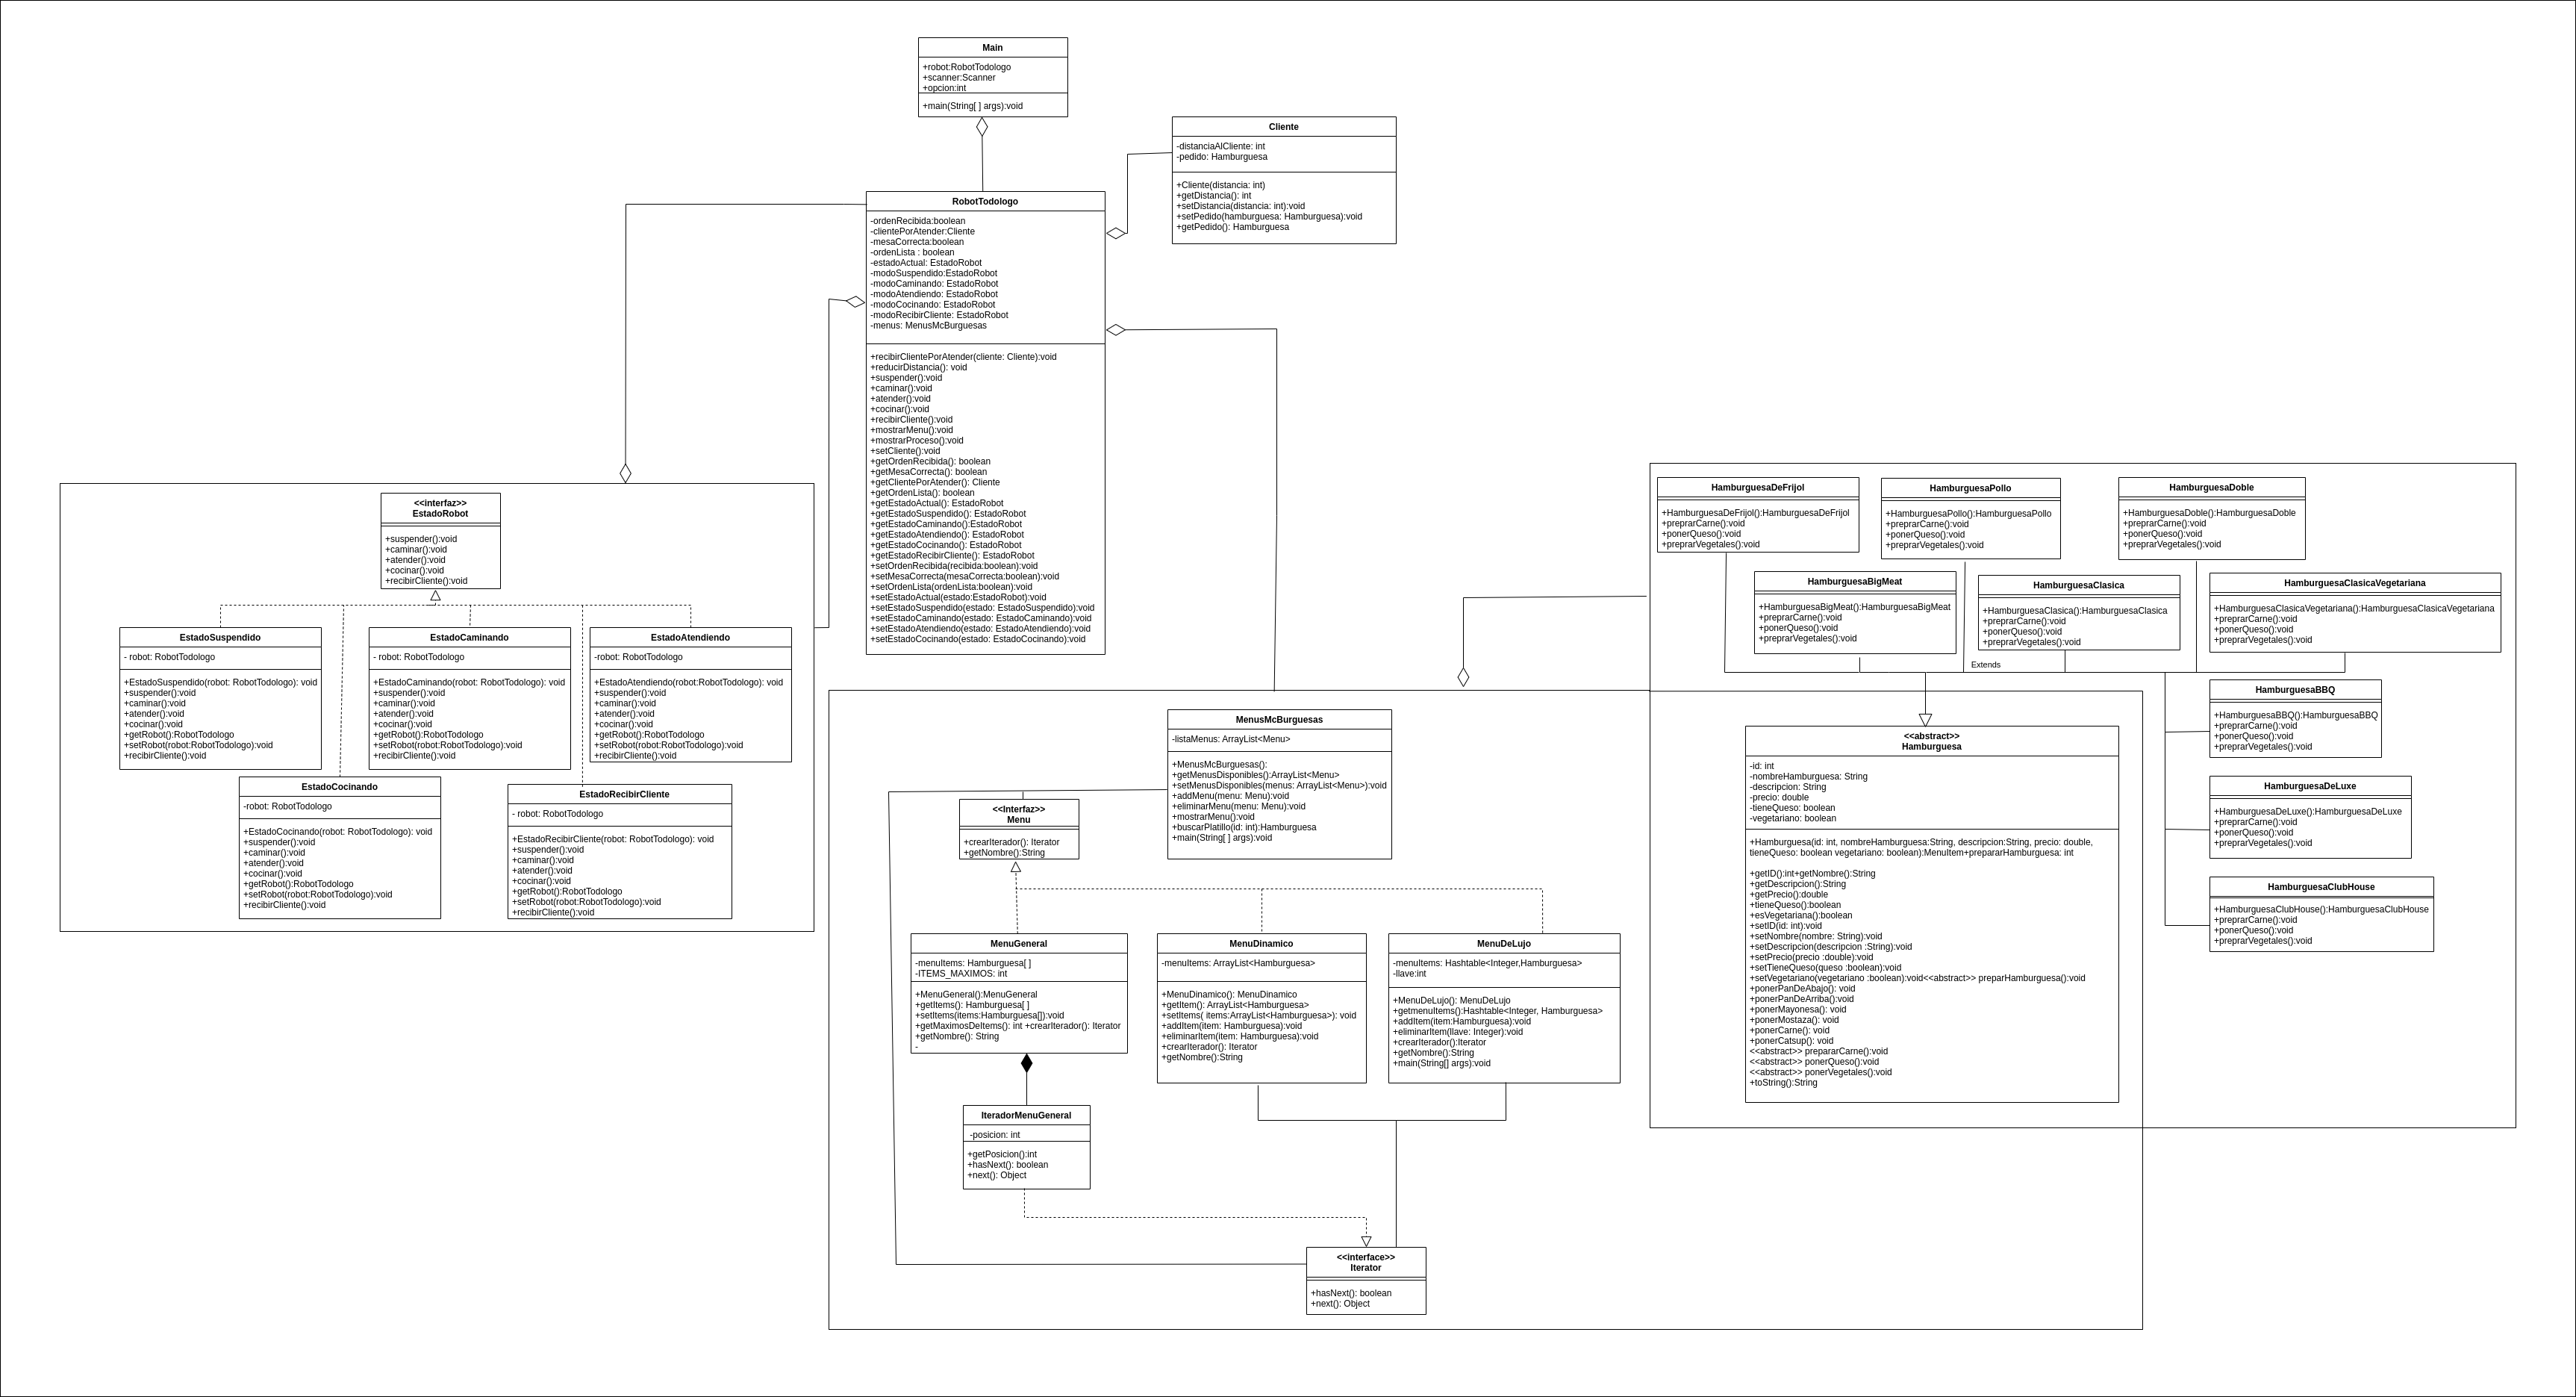 Main
+robot:RobotTodologo
+scanner:Scanner
+opcion:int
+main(String[ ] args):void
Cliente
-distanciaAlCliente: int
-pedido: Hamburguesa
+Cliente(distancia: int)
+getDistancia(): int
+setDistancia(distancia: int):void
+setPedido(hamburguesa: Hamburguesa):void
+getPedido(): Hamburguesa
RobotTodologo
-ordenRecibida:boolean
-clientePorAtender:Cliente
-mesaCorrecta:boolean
-ordenLista : boolean
-estadoActual: EstadoRobot
-modoSuspendido:EstadoRobot
-modoCaminando: EstadoRobot
-modoAtendiendo: EstadoRobot
-modoCocinando: EstadoRobot
-modoRecibirCliente: EstadoRobot
-menus: MenusMcBurguesas
+recibirClientePorAtender(cliente: Cliente):void
+reducirDistancia(): void
+suspender():void
+caminar():void
+atender():void
+cocinar():void
+recibirCliente():void
+mostrarMenu():void
+mostrarProceso():void
+setCliente():void
+getOrdenRecibida(): boolean
+getMesaCorrecta(): boolean
+getClientePorAtender(): Cliente
+getOrdenLista(): boolean
+getEstadoActual(): EstadoRobot
+getEstadoSuspendido(): EstadoRobot
+getEstadoCaminando():EstadoRobot
+getEstadoAtendiendo(): EstadoRobot
+getEstadoCocinando(): EstadoRobot
+getEstadoRecibirCliente(): EstadoRobot
+setOrdenRecibida(recibida:boolean):void
+setMesaCorrecta(mesaCorrecta:boolean):void
+setOrdenLista(ordenLista:boolean):void
+setEstadoActual(estado:EstadoRobot):void
+setEstadoSuspendido(estado: EstadoSuspendido):void
+setEstadoCaminando(estado: EstadoCaminando):void
+setEstadoAtendiendo(estado: EstadoAtendiendo):void
+setEstadoCocinando(estado: EstadoCocinando):void
<<interfaz>>
EstadoRobot
+suspender():void
+caminar():void
+atender():void
+cocinar():void
+recibirCliente():void
EstadoSuspendido
- robot: RobotTodologo
+EstadoSuspendido(robot: RobotTodologo): void
+suspender():void
+caminar():void
+atender():void
+cocinar():void
+getRobot():RobotTodologo
+setRobot(robot:RobotTodologo):void
+recibirCliente():void
EstadoCaminando
- robot: RobotTodologo
+EstadoCaminando(robot: RobotTodologo): void
+suspender():void
+caminar():void
+atender():void
+cocinar():void
+getRobot():RobotTodologo
+setRobot(robot:RobotTodologo):void
+recibirCliente():void
EstadoAtendiendo
-robot: RobotTodologo
+EstadoAtendiendo(robot:RobotTodologo): void
+suspender():void
+caminar():void
+atender():void
+cocinar():void
+getRobot():RobotTodologo
+setRobot(robot:RobotTodologo):void
+recibirCliente():void
EstadoCocinando
-robot: RobotTodologo
+EstadoCocinando(robot: RobotTodologo): void
+suspender():void
+caminar():void
+atender():void
+cocinar():void
+getRobot():RobotTodologo
+setRobot(robot:RobotTodologo):void
+recibirCliente():void
EstadoRecibirCliente
- robot: RobotTodologo
+EstadoRecibirCliente(robot: RobotTodologo): void
+suspender():void
+caminar():void
+atender():void
+cocinar():void
+getRobot():RobotTodologo
+setRobot(robot:RobotTodologo):void
+recibirCliente():void
MenusMcBurguesas
-listaMenus: ArrayList<Menu>
+MenusMcBurguesas():
+getMenusDisponibles():ArrayList<Menu>
+setMenusDisponibles(menus: ArrayList<Menu>):void
+addMenu(menu: Menu):void
+eliminarMenu(menu: Menu):void
+mostrarMenu():void
+buscarPlatillo(id: int):Hamburguesa
+main(String[ ] args):void
<<Interfaz>>
Menu
+crearIterador(): Iterator
+getNombre():String
MenuGeneral
-menuItems: Hamburguesa[ ]
-ITEMS_MAXIMOS: int
+MenuGeneral():MenuGeneral
+getItems(): Hamburguesa[ ]
+setItems(items:Hamburguesa[]):void
+getMaximosDeItems(): int +crearIterador(): Iterator
+getNombre(): String
-
MenuDinamico
-menuItems: ArrayList<Hamburguesa>
+MenuDinamico(): MenuDinamico
+getItem(): ArrayList<Hamburguesa>
+setItems( items:ArrayList<Hamburguesa>): void
+addItem(item: Hamburguesa):void
+eliminarItem(item: Hamburguesa):void
+crearIterador(): Iterator
+getNombre():String
MenuDeLujo
-menuItems: Hashtable<Integer,Hamburguesa>
-llave:int
+MenuDeLujo(): MenuDeLujo
+getmenuItems():Hashtable<Integer, Hamburguesa>
+addItem(item:Hamburguesa):void
+eliminarItem(llave: Integer):void
+crearIterador():Iterator
+getNombre():String
+main(String[] args):void
IteradorMenuGeneral
-posicion: int
+getPosicion():int
+hasNext(): boolean
+next(): Object
<<interface>>
Iterator
+hasNext(): boolean
+next(): Object
HamburguesaDeFrijol
+HamburguesaDeFrijol():HamburguesaDeFrijol
+preprarCarne():void
+ponerQueso():void
+preprarVegetales():void
HamburguesaPollo
+HamburguesaPollo():HamburguesaPollo
+preprarCarne():void
+ponerQueso():void
+preprarVegetales():void
HamburguesaDoble
+HamburguesaDoble():HamburguesaDoble
+preprarCarne():void
+ponerQueso():void
+preprarVegetales():void
HamburguesaBigMeat
+HamburguesaBigMeat():HamburguesaBigMeat
+preprarCarne():void
+ponerQueso():void
+preprarVegetales():void
HamburguesaClasica
+HamburguesaClasica():HamburguesaClasica
+preprarCarne():void
+ponerQueso():void
+preprarVegetales():void
HamburguesaClasicaVegetariana
+HamburguesaClasicaVegetariana():HamburguesaClasicaVegetariana
+preprarCarne():void
+ponerQueso():void
+preprarVegetales():void
Extends
HamburguesaBBQ
+HamburguesaBBQ():HamburguesaBBQ
+preprarCarne():void
+ponerQueso():void
+preprarVegetales():void
HamburguesaDeLuxe
+HamburguesaDeLuxe():HamburguesaDeLuxe
+preprarCarne():void
+ponerQueso():void
+preprarVegetales():void
HamburguesaClubHouse
+HamburguesaClubHouse():HamburguesaClubHouse
+preprarCarne():void
+ponerQueso():void
+preprarVegetales():void
<<abstract>>
Hamburguesa
-id: int
-nombreHamburguesa: String
-descripcion: String
-precio: double
-tieneQueso: boolean
-vegetariano: boolean
+Hamburguesa(id: int, nombreHamburguesa:String, descripcion:String, precio: double,
tieneQueso: boolean vegetariano: boolean):MenuItem+prepararHamburguesa: int
+getID():int+getNombre():String
+getDescripcion():String
+getPrecio():double
+tieneQueso():boolean
+esVegetariana():boolean
+setID(id: int):void
+setNombre(nombre: String):void
+setDescripcion(descripcion :String):void
+setPrecio(precio :double):void
+setTieneQueso(queso :boolean):void
+setVegetariano(vegetariano :boolean):void<<abstract>> preparHamburguesa():void
+ponerPanDeAbajo(): void
+ponerPanDeArriba():void
+ponerMayonesa(): void
+ponerMostaza(): void
+ponerCarne(): void
+ponerCatsup(): void
<<abstract>> prepararCarne():void
<<abstract>> ponerQueso():void
<<abstract>> ponerVegetales():void
+toString():String